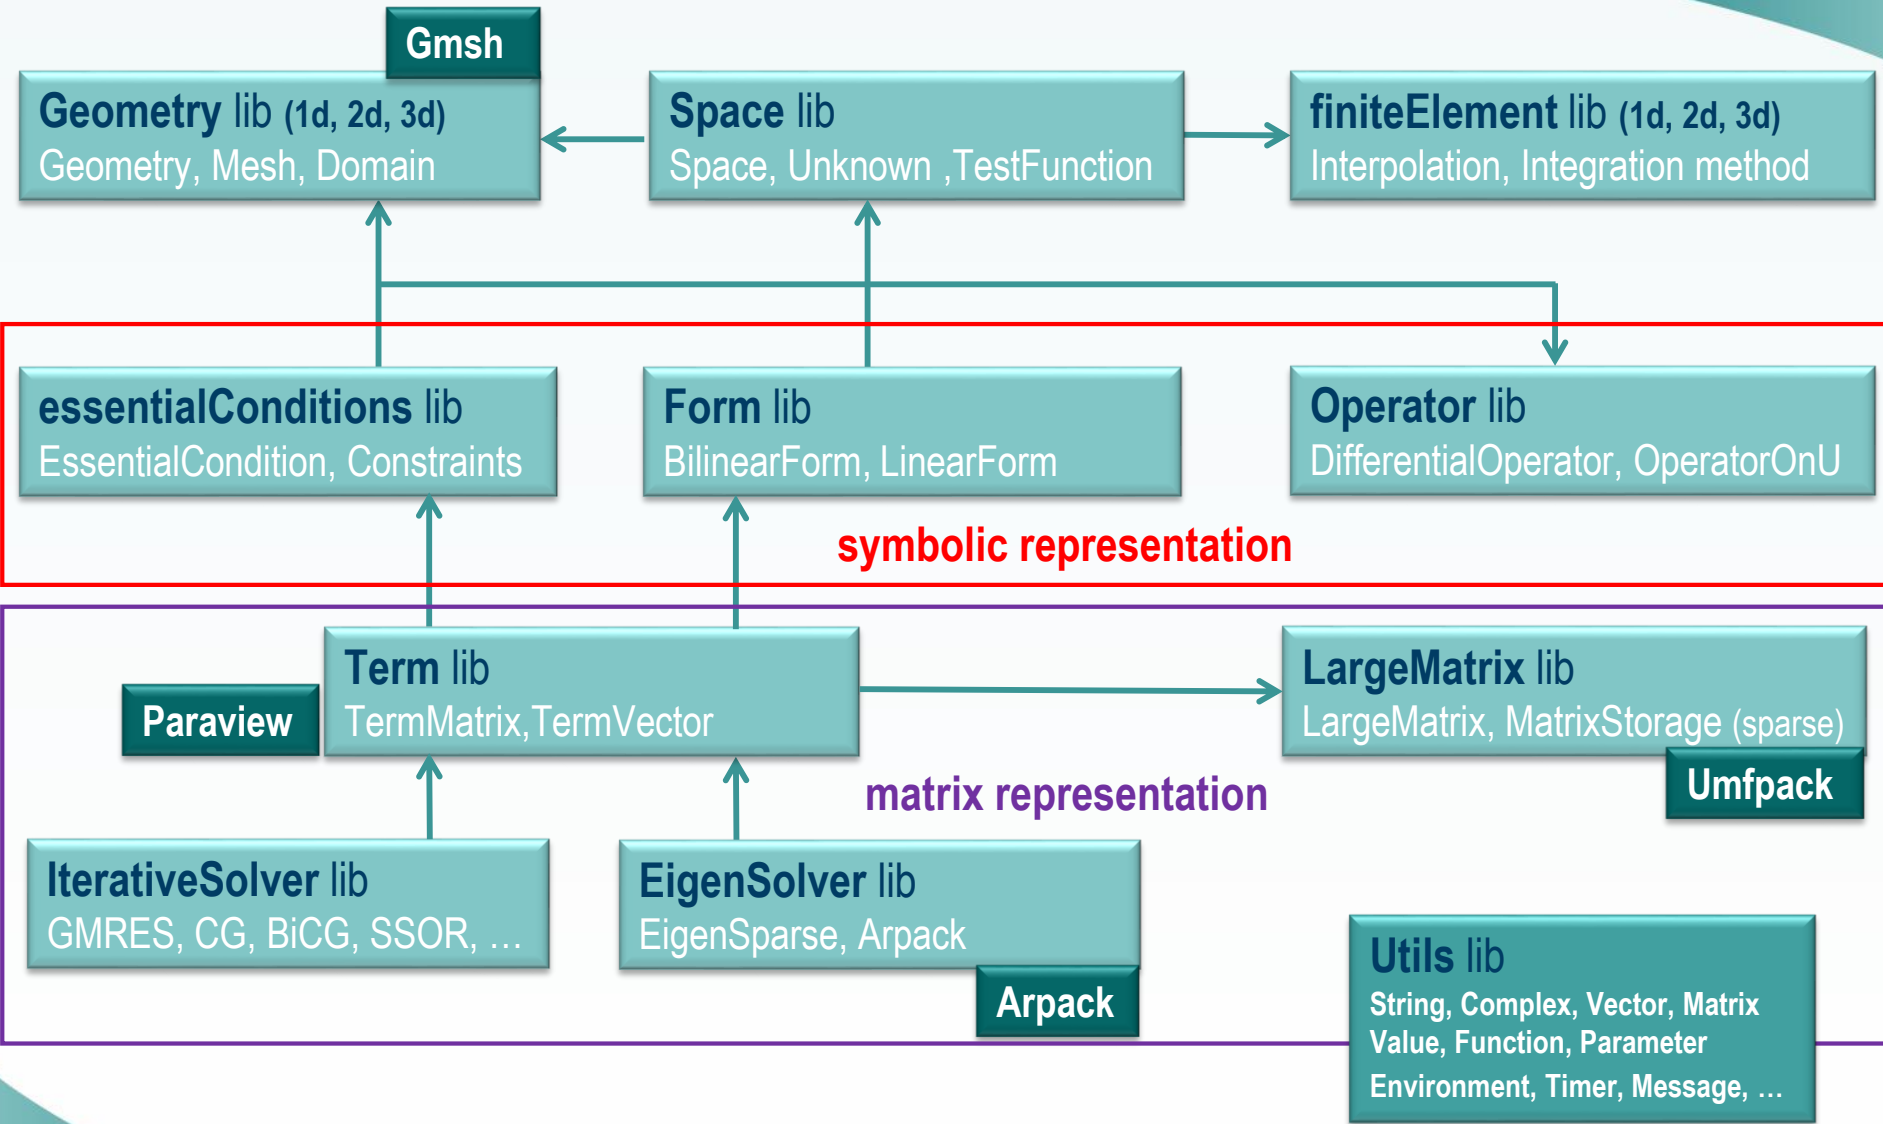 Gmsh
Geometry lib (1d, 2d, 3d)
Geometry, Mesh, Domain
Space lib
Space, Unknown ,TestFunction
finiteElement lib (1d, 2d, 3d)
Interpolation, Integration method
essentialConditions lib
EssentialCondition, Constraints
Form lib
BilinearForm, LinearForm
Operator lib
DifferentialOperator, OperatorOnU
symbolic representation
Paraview
Term lib
TermMatrix,TermVector
LargeMatrix lib
LargeMatrix, MatrixStorage (sparse)
Umfpack
matrix representation
IterativeSolver lib
GMRES, CG, BiCG, SSOR, …
EigenSolver lib
EigenSparse, Arpack
Arpack
Utils lib
String, Complex, Vector, Matrix
Value, Function, Parameter
Environment, Timer, Message, …